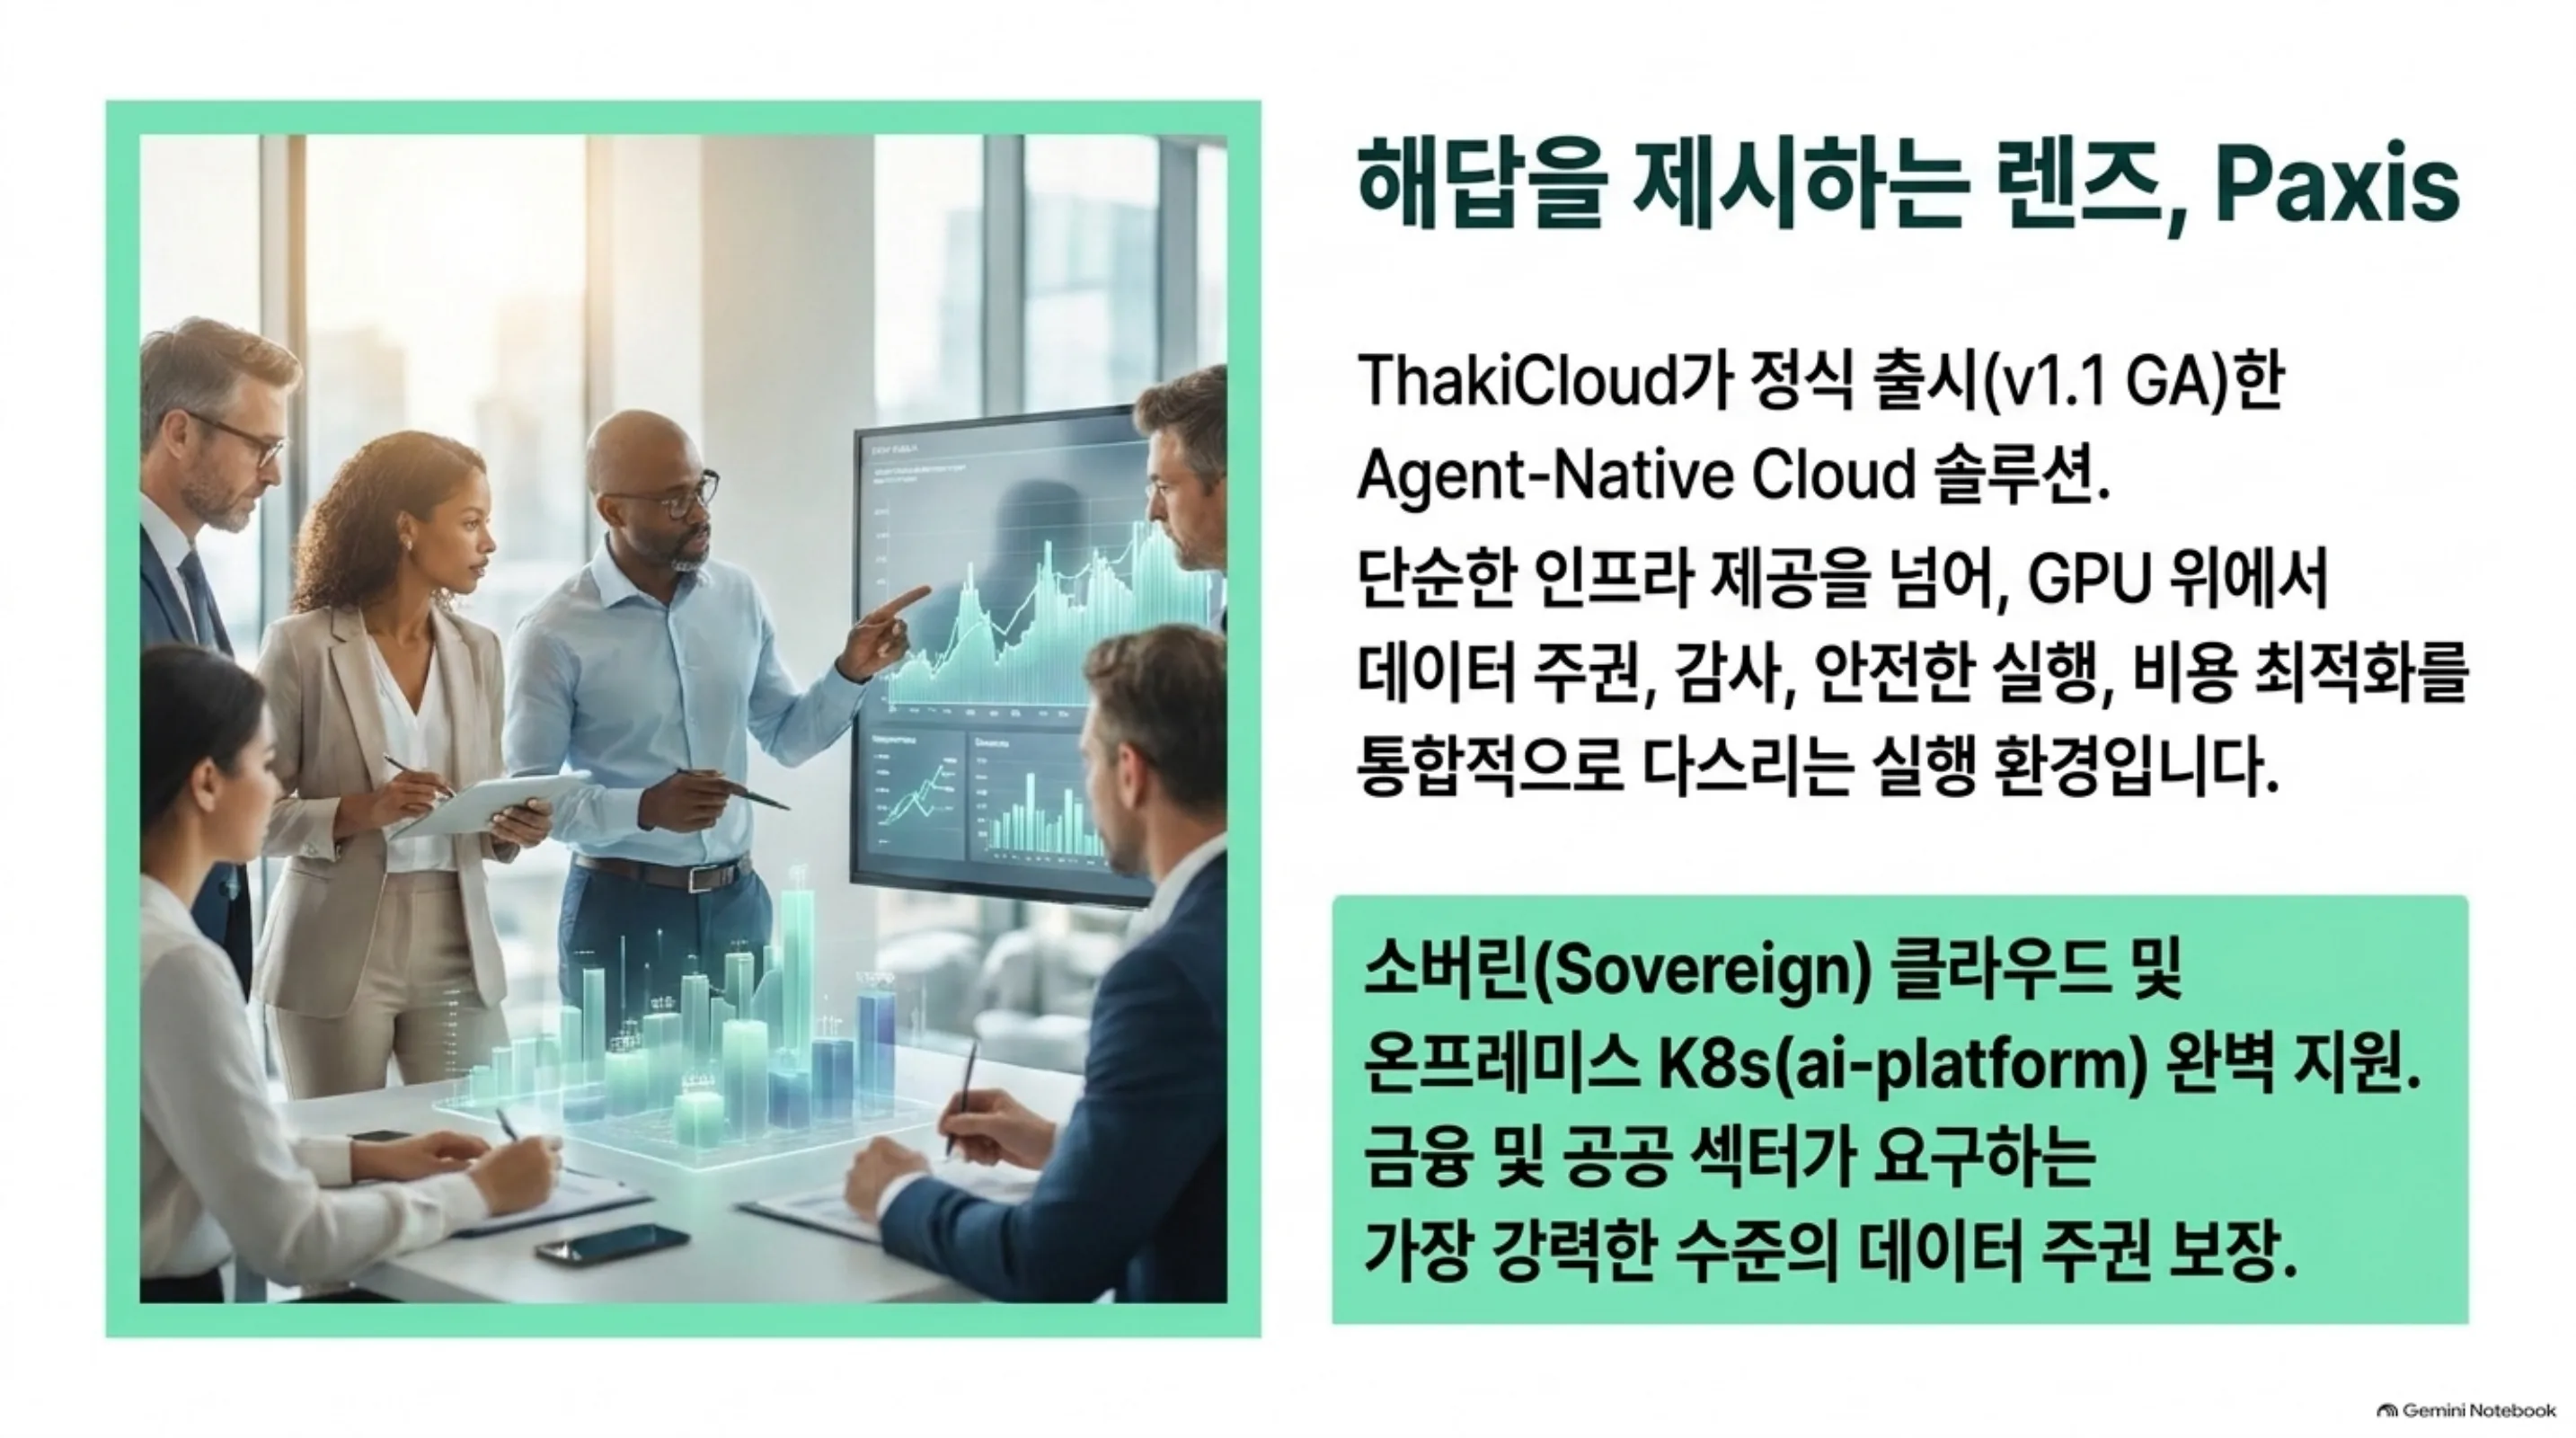 해답을 제시하는 렌즈, Paxis
ThakiCloud가 정식 출시(v1.1 GA)한
Agent-Native Cloud 솔루션.
단순한 인프라 제공을 넘어, GPU 위에서
데이터 주권, 감사, 안전한 실행, 비용 최적화를
통합적으로 다스리는 실행 환경입니다.
소버린(Sovereign) 클라우드 및
온프레미스 K8s(ai-platform) 완벽 지원.
금융 및 공공 섹터가 요구하는
가장 강력한 수준의 데이터 주권 보장.
Gemini Notebook